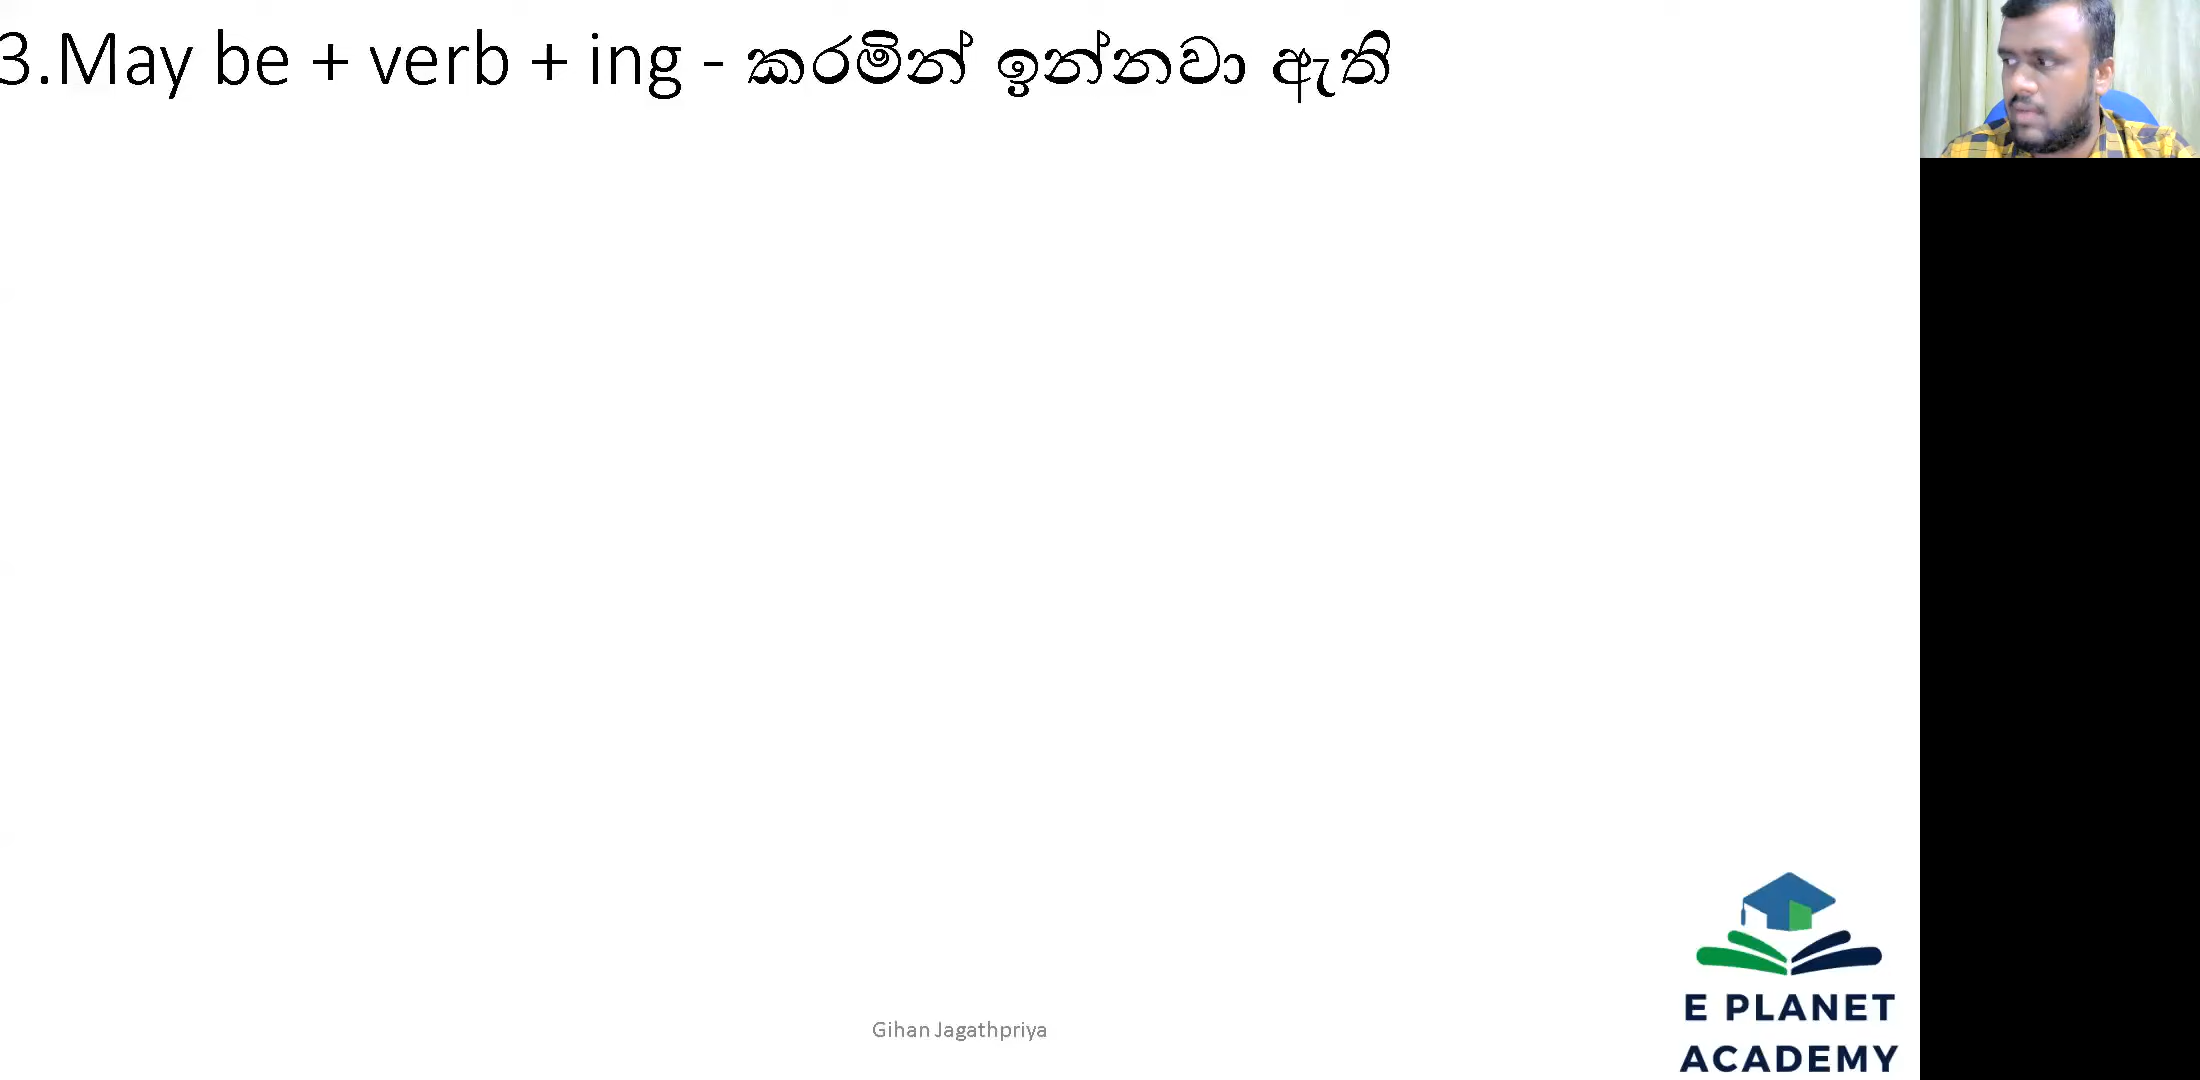 3.May be + verb + ing - කරමින් ඉන්නවා ඇති
Gihan Jagathpriya
E PLANET
ACADEMY